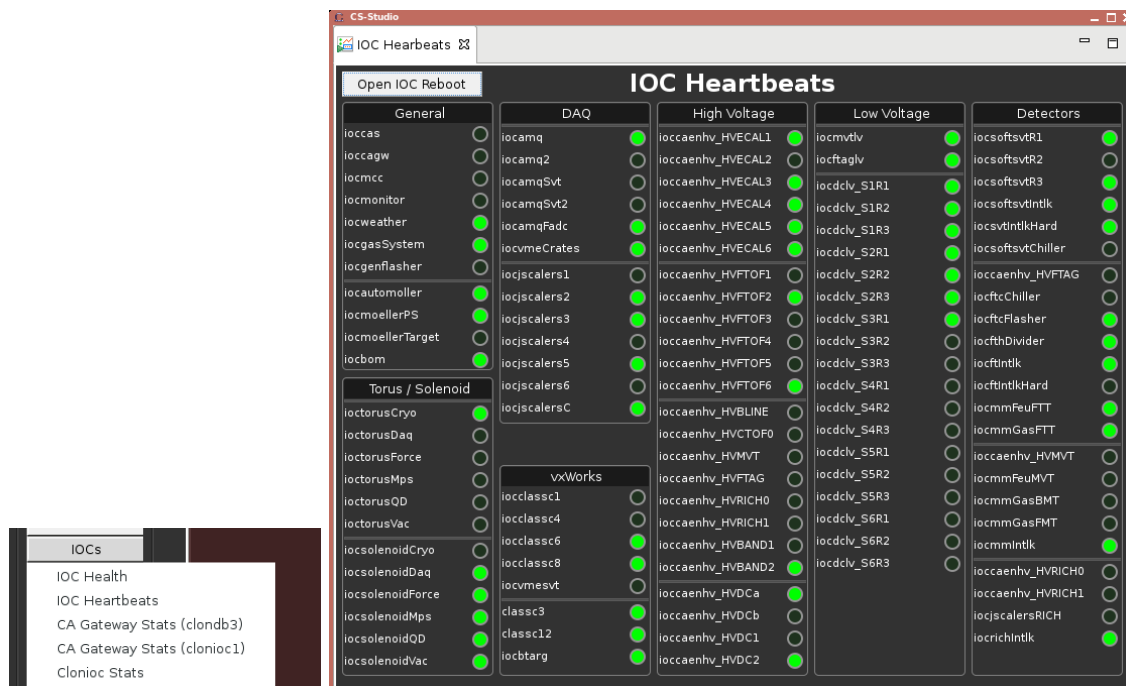 IOCs
IOC Health
IOC Heartbeats
CA Gateway Stats (clondb3)
CA Gateway Stats (clonioc1)
Clonioc Stats
CS-Studio
IOC Hearbeats
Open IOC Reboot
IOC Heartbeats
General
ioccas
ioccagw
iocmcc
iocmonitor
iocweather
iocgasSystem
iocgenflasher
iocautomoller
iocmoellerPS
iocmoellerTarget
iocbom
Torus / Solenoid
ioctorusCryo
ioctorusDaq
ioctorusForce
ioctorusMps
ioctorusQD
ioctorusVac
iocsolenoidCryo
iocsolenoidDaq
iocsolenoidForce
iocsolenoidMps
iocsolenoidQD
iocsolenoidVac
DAQ
iocamq
iocamq2
iocamqSvt
iocamqSvt2
iocamqFadc
iocvmeCrates
iocjscalers1
iocjscalers2
iocjscalers3
iocjscalers4
iocjscalers5
iocjscalers6
iocjscalersC
vxWorks
iocclassc1
iocclassc4
iocclassc6
iocclassc8
iocvmesvt
classc3
classc12
iocbtarg
High Voltage
ioccaenhv_HVECAL1
ioccaenhv_HVECAL2
ioccaenhv_HVECAL3
ioccaenhv_HVECAL4
ioccaenhv_HVECAL5
ioccaenhv_HVECAL6
ioccaenhv_HVFTOF1
ioccaenhv_HVFTOF2
ioccaenhv_HVFTOF3
ioccaenhv_HVFTOF4
ioccaenhv_HVFTOF5
ioccaenhv_HVFTOF6
ioccaenhv_HVBLINE
ioccaenhv_HVCTOF0
ioccaenhv_HVMVT
ioccaenhv_HVFTAG
ioccaenhv_HVRICH0
ioccaenhv_HVRICH1
ioccaenhv_HVBAND1
ioccaenhv_HVBAND2
ioccaenhv_HVDCa
ioccaenhv_HVDCb
ioccaenhv_HVDC1
ioccaenhv_HVDC2
Low Voltage
iocmvtlv
iocftaglv
iocdclv_S1R1
iocdclv_S1R2
iocdclv_S1R3
iocdclv_S2R1
iocdclv_S2R2
iocdclv_S2R3
iocdclv_S3R1
iocdclv_S3R2
iocdclv_S3R3
iocdclv_S4R1
iocdclv_S4R2
iocdclv_S4R3
iocdclv_S5R1
iocdclv_S5R2
iocdclv_S5R3
iocdclv_S6R1
iocdclv_S6R2
iocdclv_S6R3
Detectors
iocsoftsvtR1
iocsoftsvtR2
iocsoftsvtR3
iocsoftsvtIntlk
iocsvtIntlkHard
iocsoftsvtChiller
ioccaenhv_HVFTAG
iocftcChiller
iocftcFlasher
iocfthDivider
iocftIntlk
iocftIntlkHard
iocmmFeuFTT
iocmmGasFTT
ioccaenhv_HVMVT
iocmmFeuMVT
iocmmGasBMT
iocmmGasFMT
iocmmIntlk
ioccaenhv_HVRICH0
ioccaenhv_HVRICH1
iocjscalersRICH
iocrichIntlk